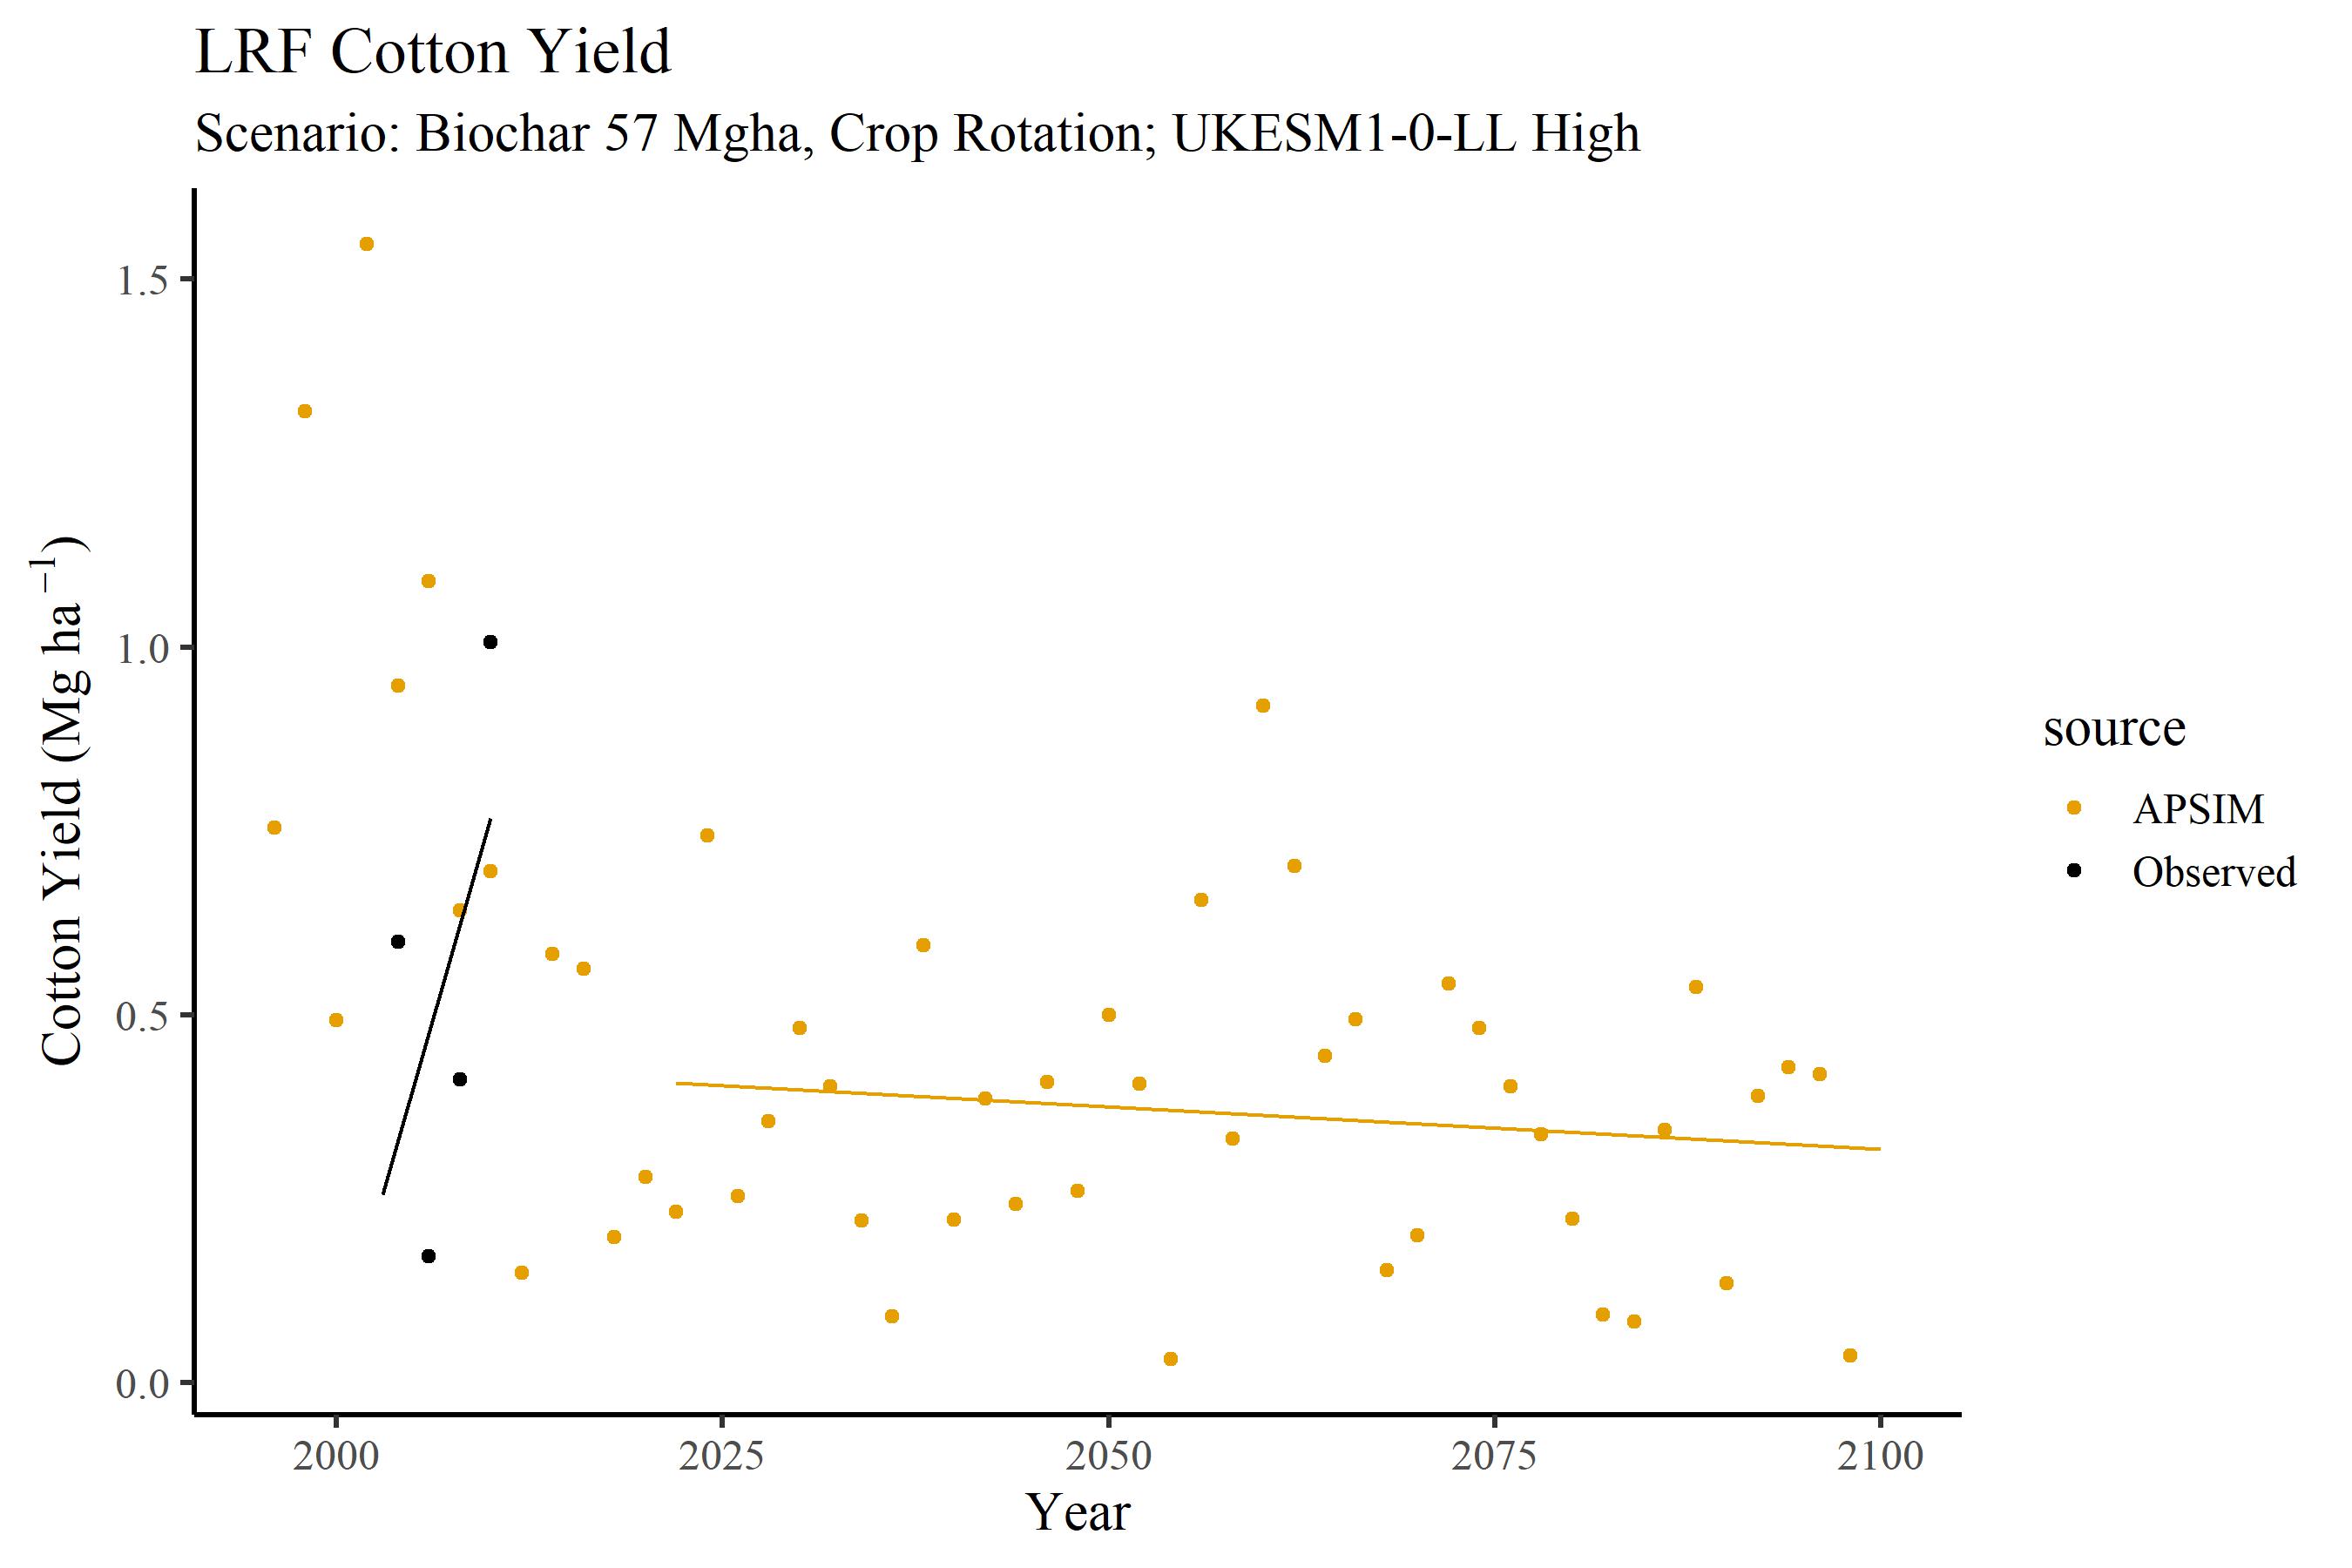 LRF Cotton Yield
Scenario: Biochar 57 Mgha, Crop Rotation; UKESM1-0-LL High
Cotton Yield (Mg ha⁻¹)
1.5
1.0
0.5
0.0
2000 2025 2050 2075 2100
Year
source
APSIM
Observed